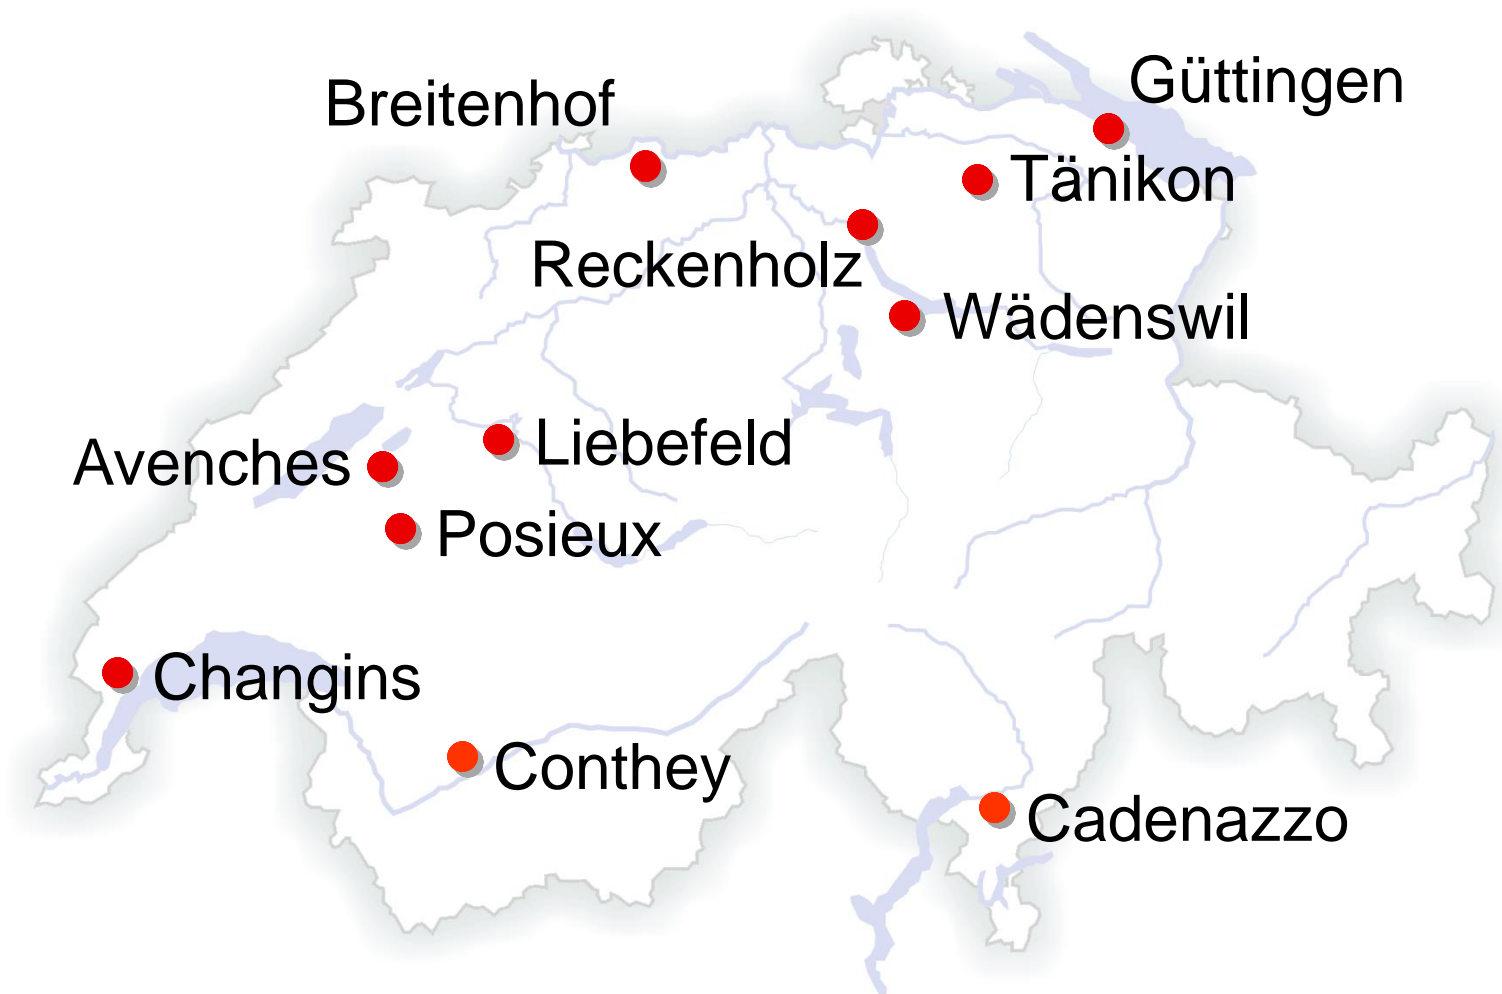 Güttingen
Breitenhof
Tänikon
Reckenholz
Wädenswil
Liebefeld
Avenches
Posieux
Changins
Conthey
Cadenazzo